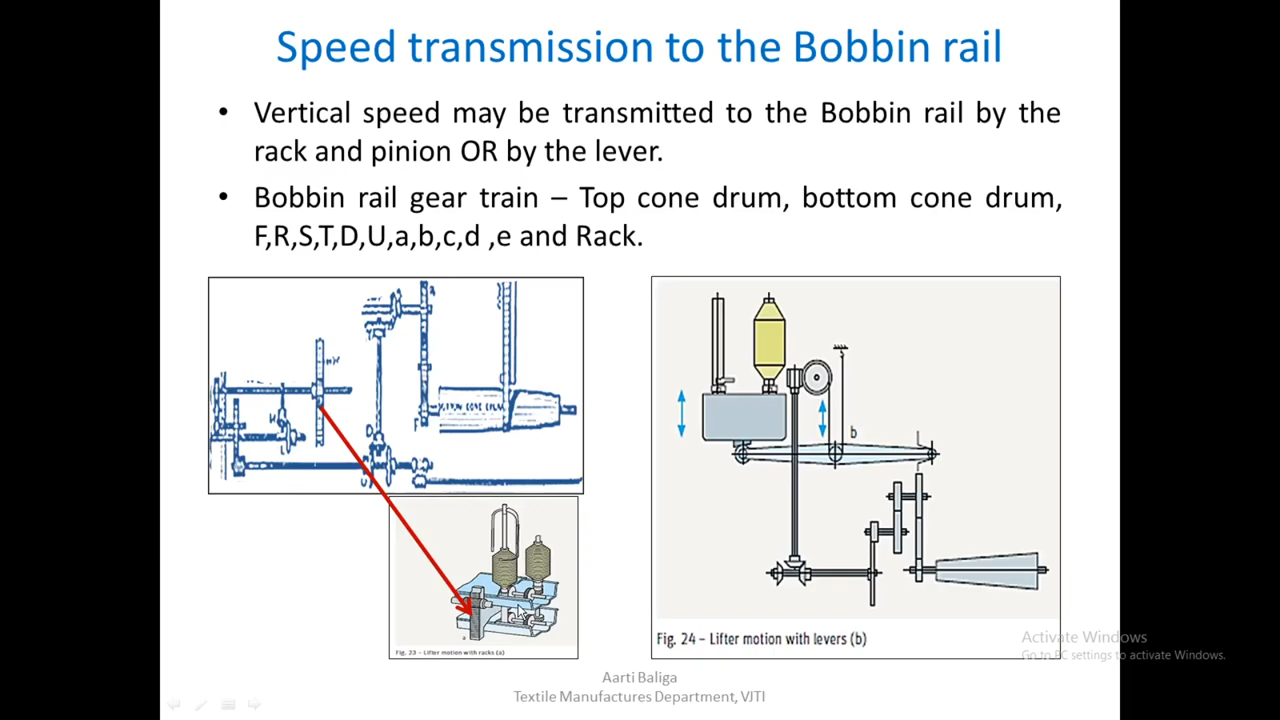 Speed transmission to the Bobbin rail
• Vertical speed may be transmitted to the Bobbin rail by the
rack and pinion OR by the lever.
• Bobbin rail gear train – Top cone drum, bottom cone drum,
F,R,S,T,D,U,a,b,c,d ,e and Rack.
b
Fig. 23 – Lifter motion with racks (a)
Fig. 24 – Lifter motion with levers (b)
Activate Windows
Go to PC settings to activate Windows.
Aarti Baliga
Textile Manufactures Department, VJTI